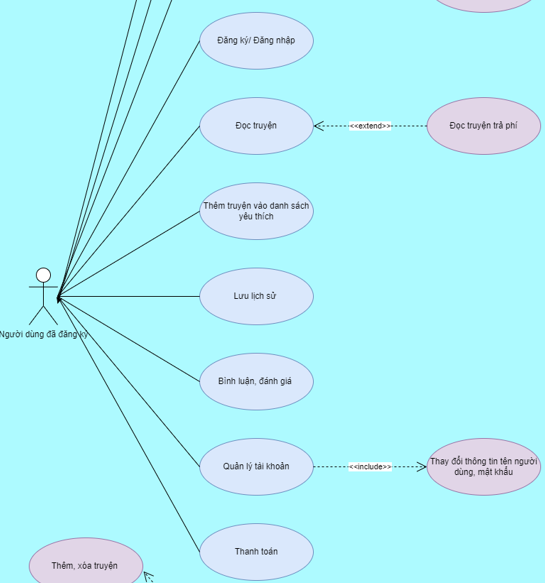 Đăng ký/ Đăng nhập
Đọc truyện
<<extend>>
Đọc truyện trả phí
Thêm truyện vào danh sách
yêu thích
Lưu lịch sử
Người dùng đã đăng ký
Bình luận, đánh giá
Quản lý tài khoản
<<include>>
Thay đổi thông tin tên người
dùng, mật khẩu
Thanh toán
Thêm, xóa truyện